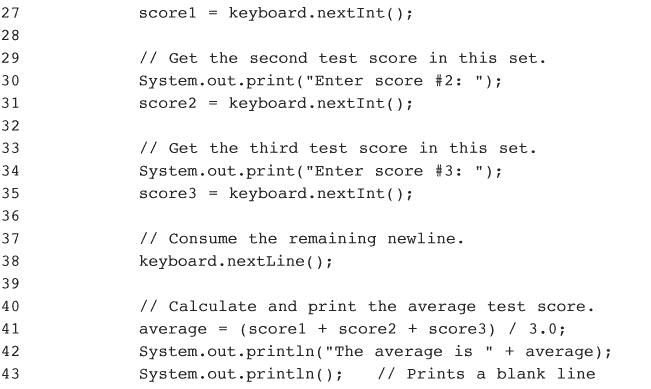 27 score1 = keyboard.nextInt();
28
29 // Get the second test score in this set.
30 System.out.print("Enter score #2: ");
31 score2 = keyboard.nextInt();
32
33 // Get the third test score in this set.
34 System.out.print("Enter score #3: ");
35 score3 = keyboard.nextInt();
36
37 // Consume the remaining newline.
38 keyboard.nextLine();
39
40 // Calculate and print the average test score.
41 average = (score1 + score2 + score3) / 3.0;
42 System.out.println("The average is " + average);
43 System.out.println(); // Prints a blank line